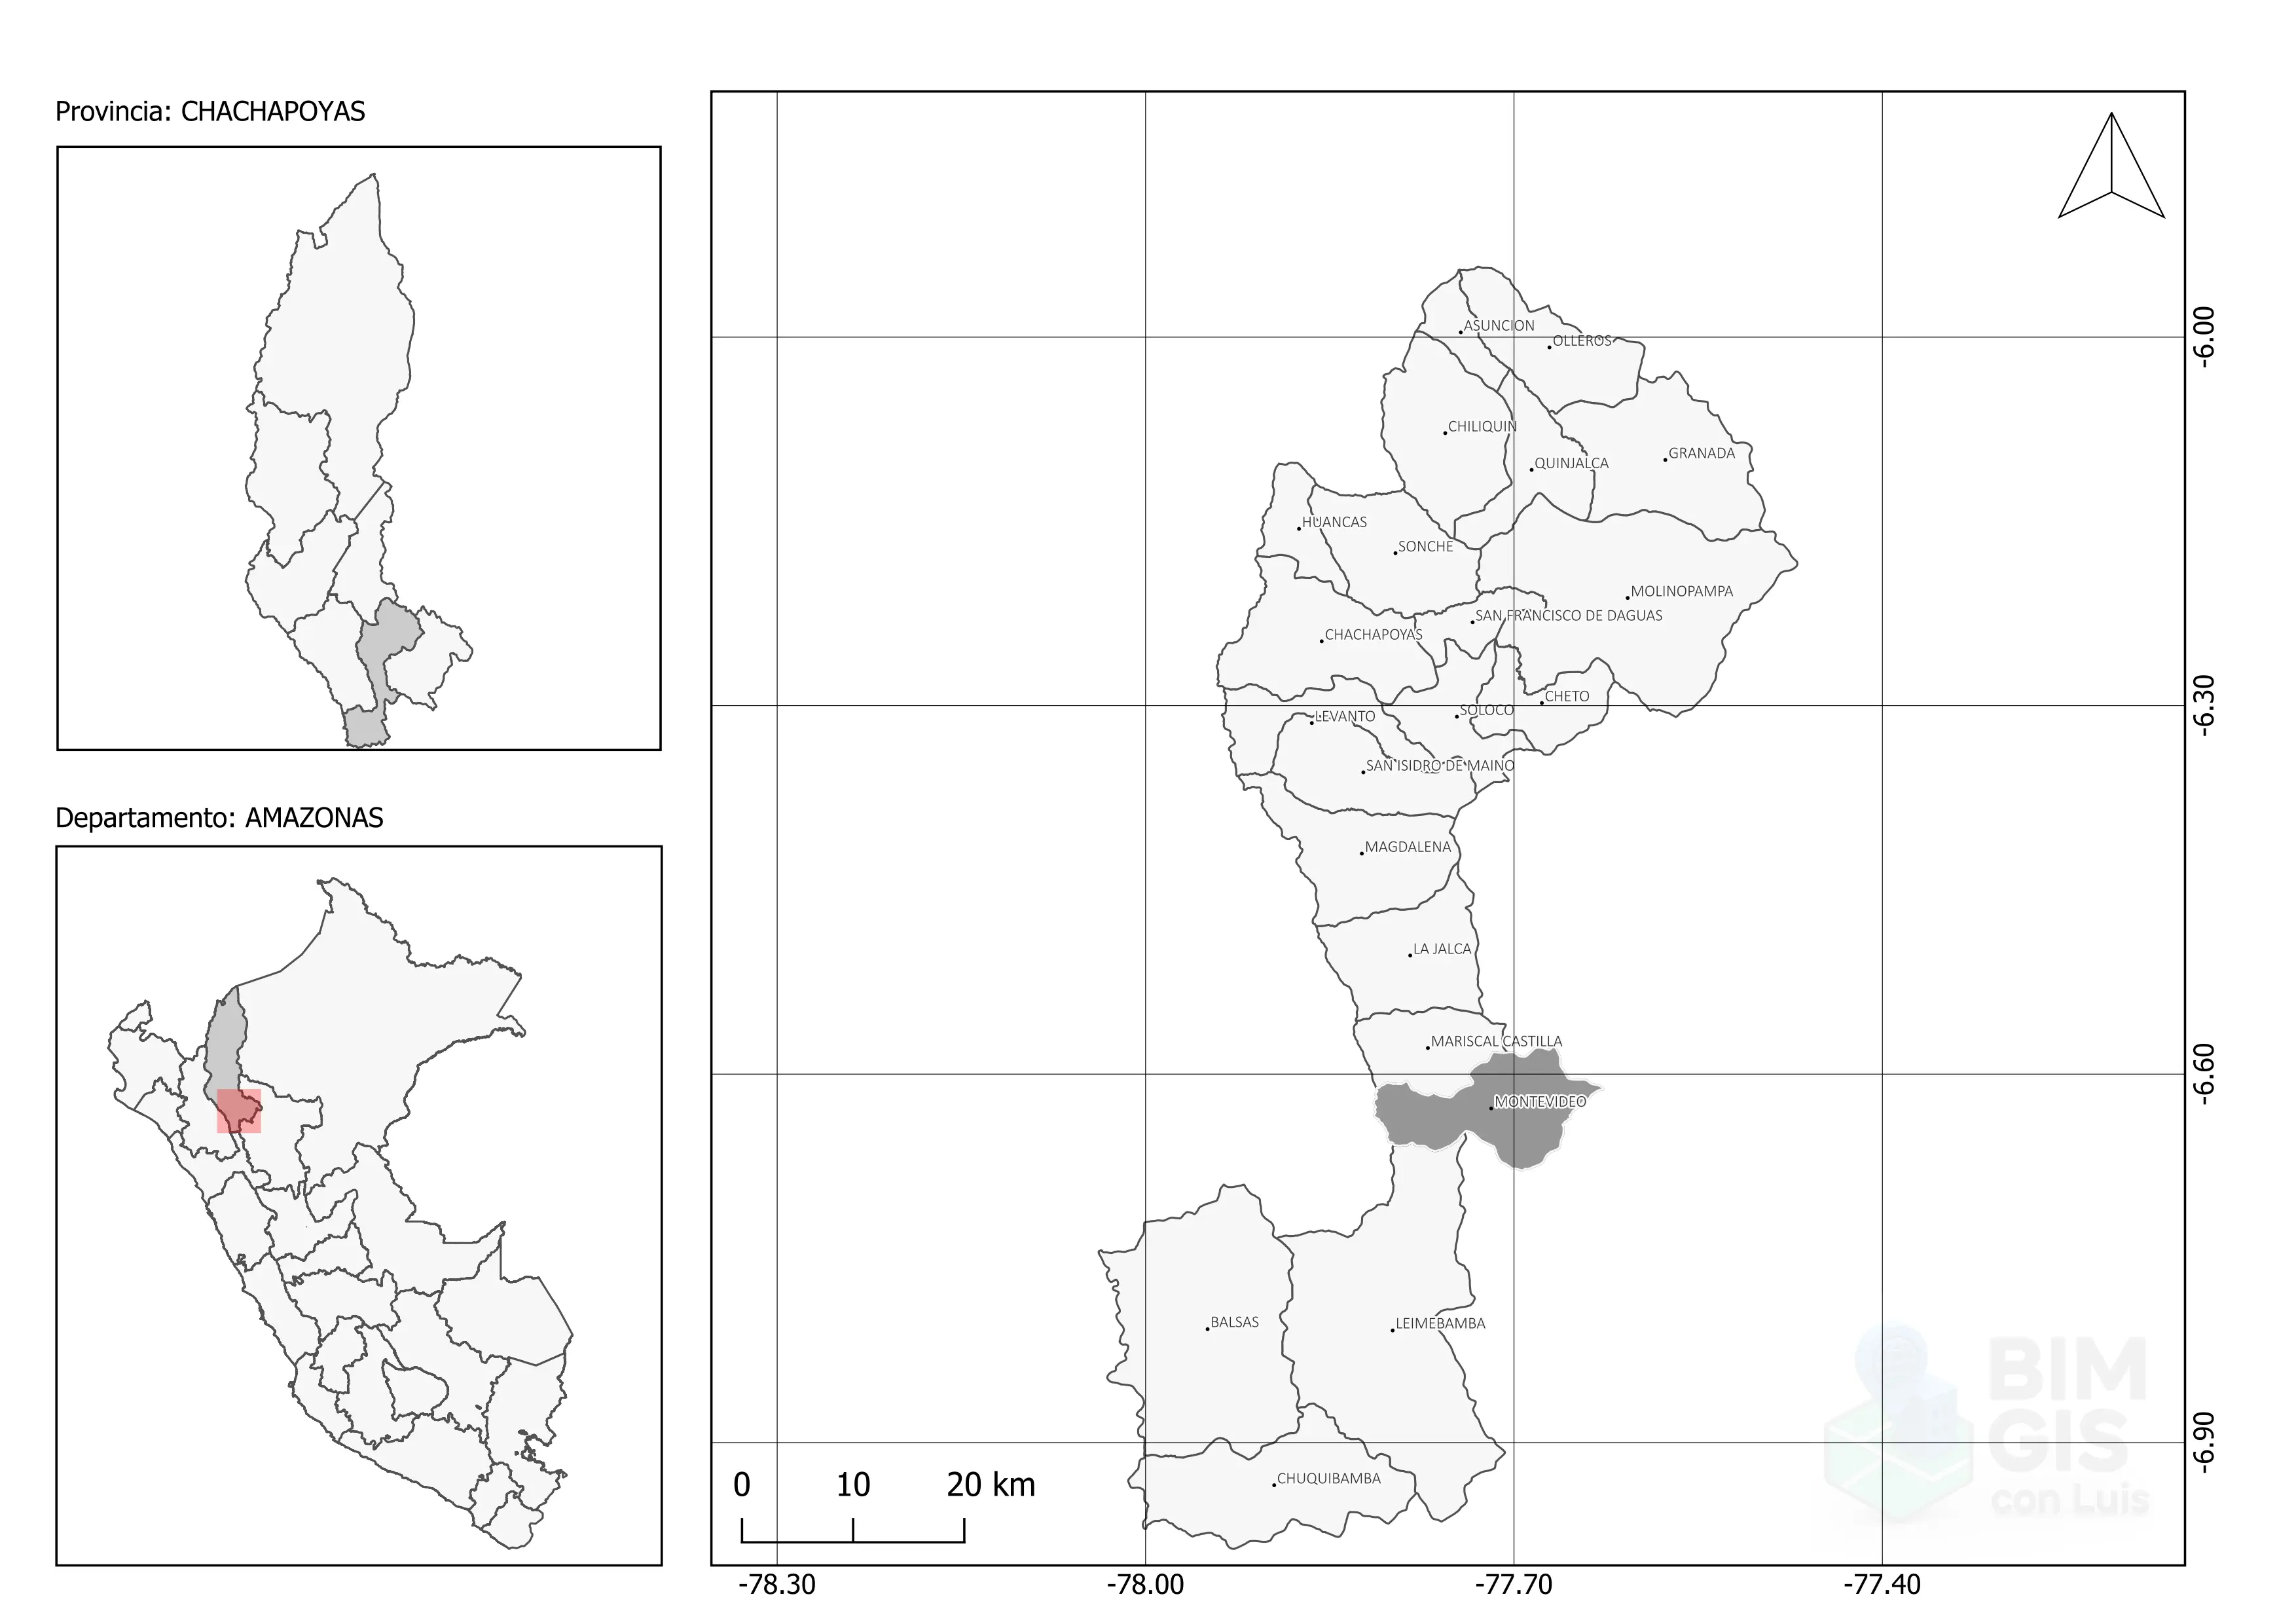 Provincia: CHACHAPOYAS
Departamento: AMAZONAS
ASUNCION
OLLEROS
CHILIQUIN
QUINJALCA
GRANADA
HUANCAS
SONCHE
MOLINOPAMPA
SAN FRANCISCO DE DAGUAS
CHACHAPOYAS
CHETO
SOLOCO
LEVANTO
SAN ISIDRO DE MAINO
MAGDALENA
LA JALCA
MARISCAL CASTILLA
MONTEVIDEO
BALSAS
LEIMEBAMBA
CHUQUIBAMBA
0 10 20 km
-78.30 -78.00 -77.70 -77.40
-6.00
-6.30
-6.60
-6.90
BIM
GIS
con Luis